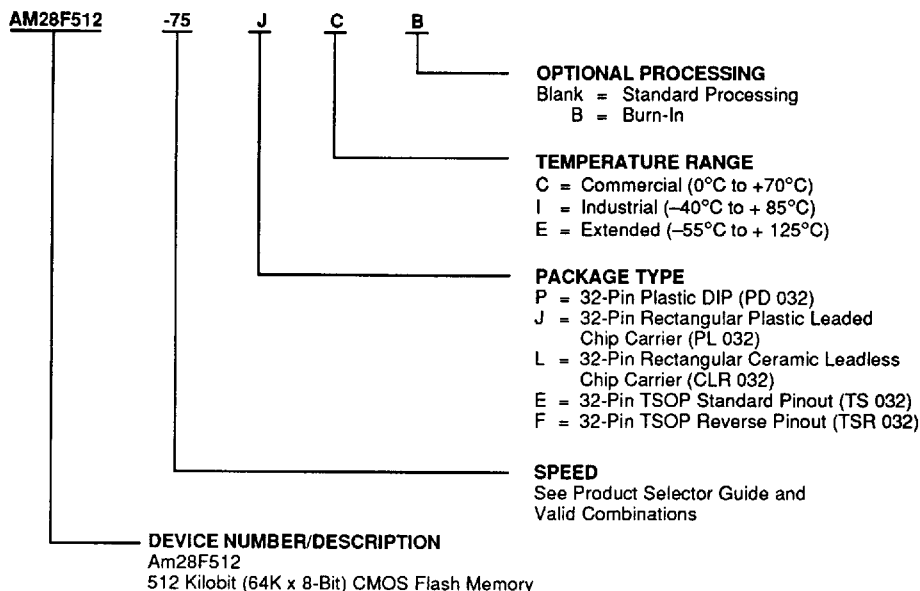 AM28F512 -75 J C B
OPTIONAL PROCESSING
Blank = Standard Processing
B = Burn-In
TEMPERATURE RANGE
C = Commercial (0°C to +70°C)
I = Industrial (–40°C to + 85°C)
E = Extended (–55°C to + 125°C)
PACKAGE TYPE
P = 32-Pin Plastic DIP (PD 032)
J = 32-Pin Rectangular Plastic Leaded
Chip Carrier (PL 032)
L = 32-Pin Rectangular Ceramic Leadless
Chip Carrier (CLR 032)
E = 32-Pin TSOP Standard Pinout (TS 032)
F = 32-Pin TSOP Reverse Pinout (TSR 032)
SPEED
See Product Selector Guide and
Valid Combinations
DEVICE NUMBER/DESCRIPTION
Am28F512
512 Kilobit (64K x 8-Bit) CMOS Flash Memory